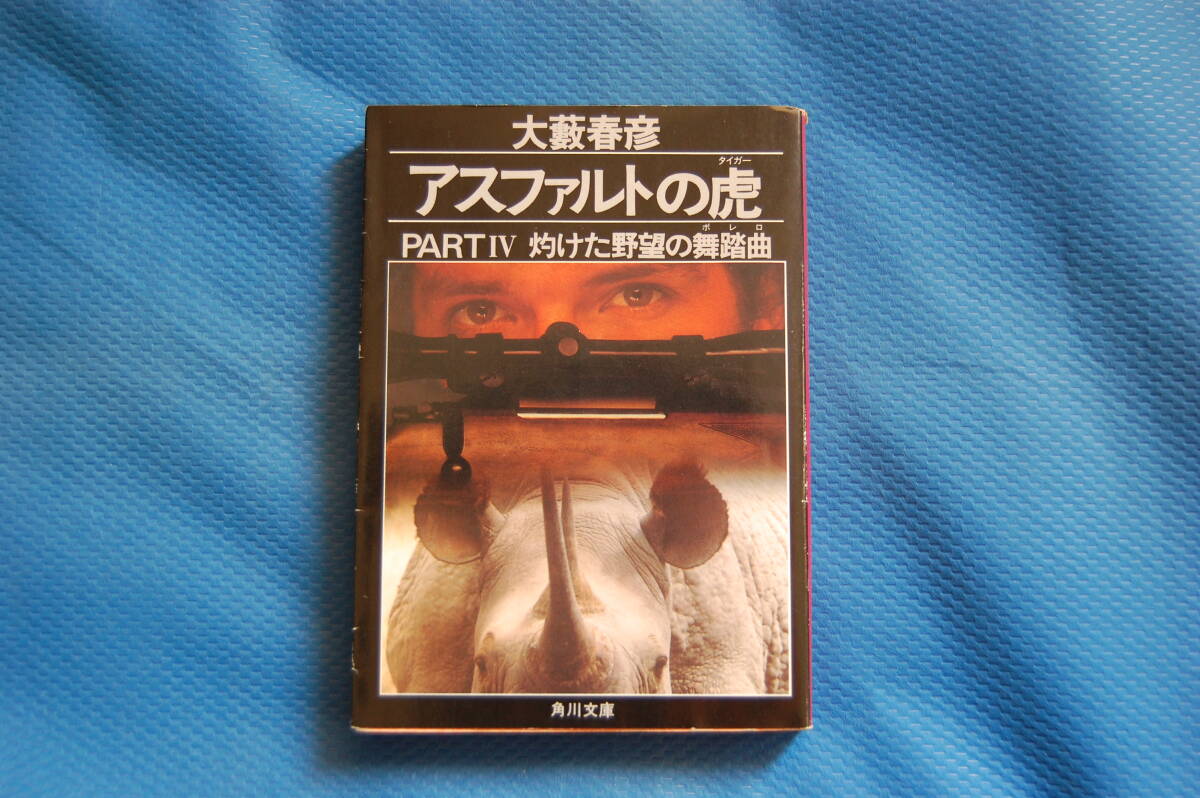 大藪春彦
アスファルトの虎
タイガー
PART IV 灼けた野望の舞踏曲
ボレロ
角川文庫